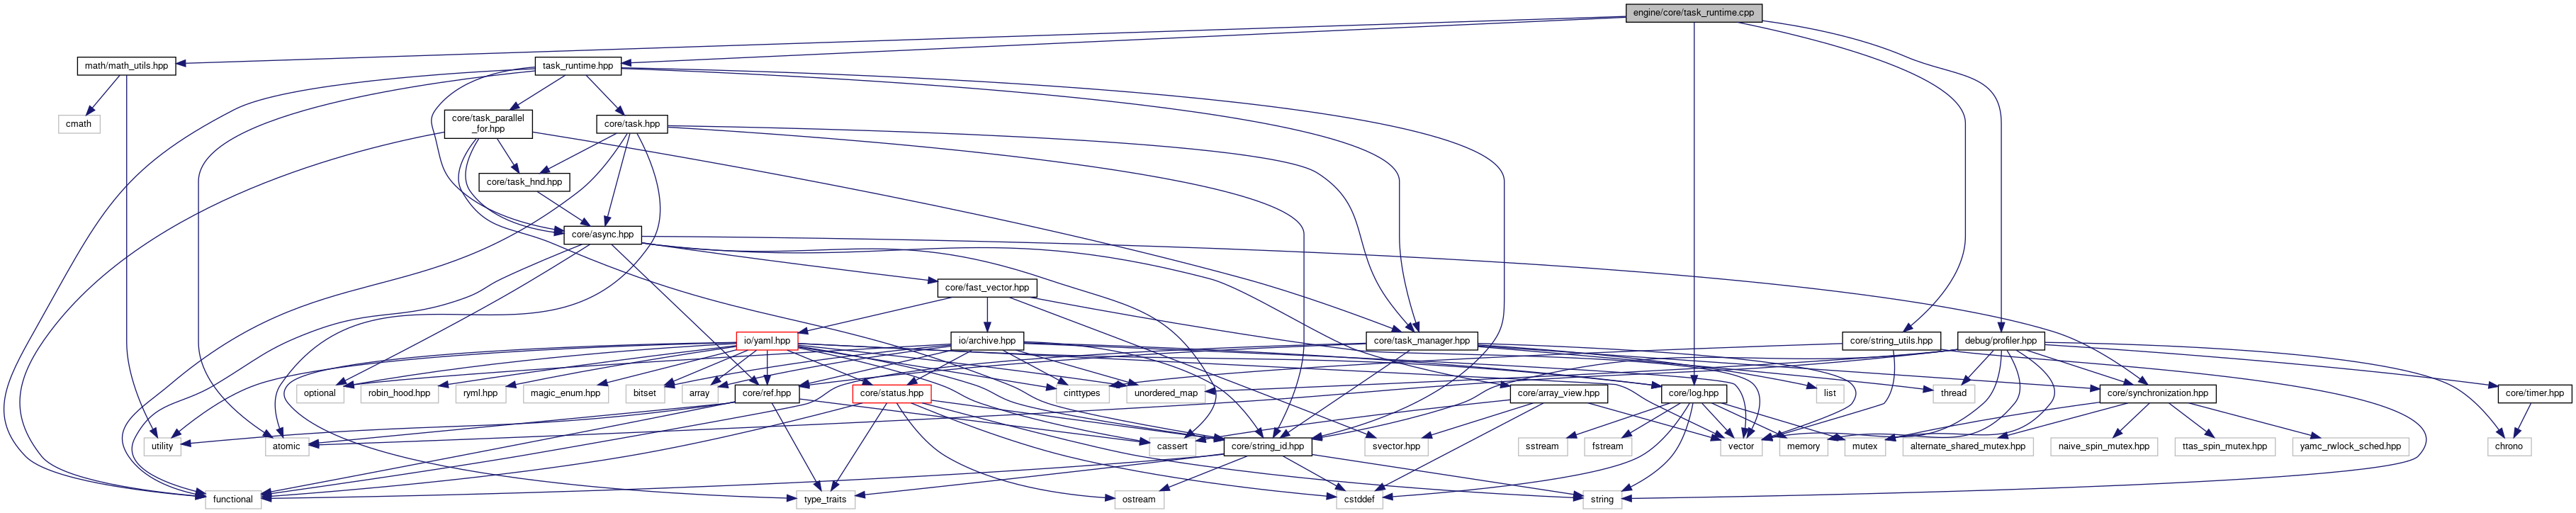 engine/core/task_runtime.cpp
math/math_utils.hpp
task_runtime.hpp
cmath
core/task_parallel
_for.hpp
core/task.hpp
core/task_hnd.hpp
core/async.hpp
core/fast_vector.hpp
io/yaml.hpp
io/archive.hpp
core/task_manager.hpp
core/string_utils.hpp
debug/profiler.hpp
optional
robin_hood.hpp
ryml.hpp
magic_enum.hpp
bitset
array
core/ref.hpp
core/status.hpp
cinttypes
unordered_map
core/array_view.hpp
core/log.hpp
list
thread
core/synchronization.hpp
core/timer.hpp
utility
atomic
cassert
core/string_id.hpp
svector.hpp
sstream
fstream
vector
memory
mutex
alternate_shared_mutex.hpp
naive_spin_mutex.hpp
ttas_spin_mutex.hpp
yamc_rwlock_sched.hpp
chrono
functional
type_traits
ostream
cstddef
string